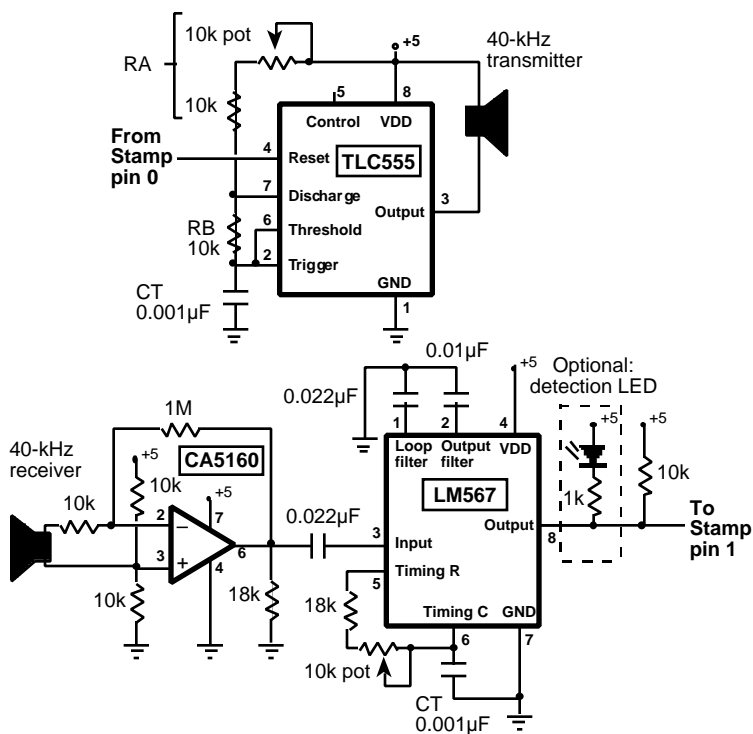 10k pot
+5
40-kHz
transmitter
RA
10k
5
8
Control
VDD
From
Stamp
pin 0
4
Reset
TLC555
7
Discharge
3
Output
RB
10k
6
Threshold
2
Trigger
GND
CT
0.001µF
1
0.01µF
0.022µF
+5
Optional:
detection LED
+5
+5
1M
1
2
4
40-kHz
receiver
+5
CA5160
Loop
filter
Output
filter
VDD
10k
10k
+5
1k
10k
LM567
7
0.022µF
2
–
6
3
+
4
3
Input
Output
8
To
Stamp
pin 1
5
Timing R
10k
18k
18k
Timing C
GND
6
7
10k pot
CT
0.001µF